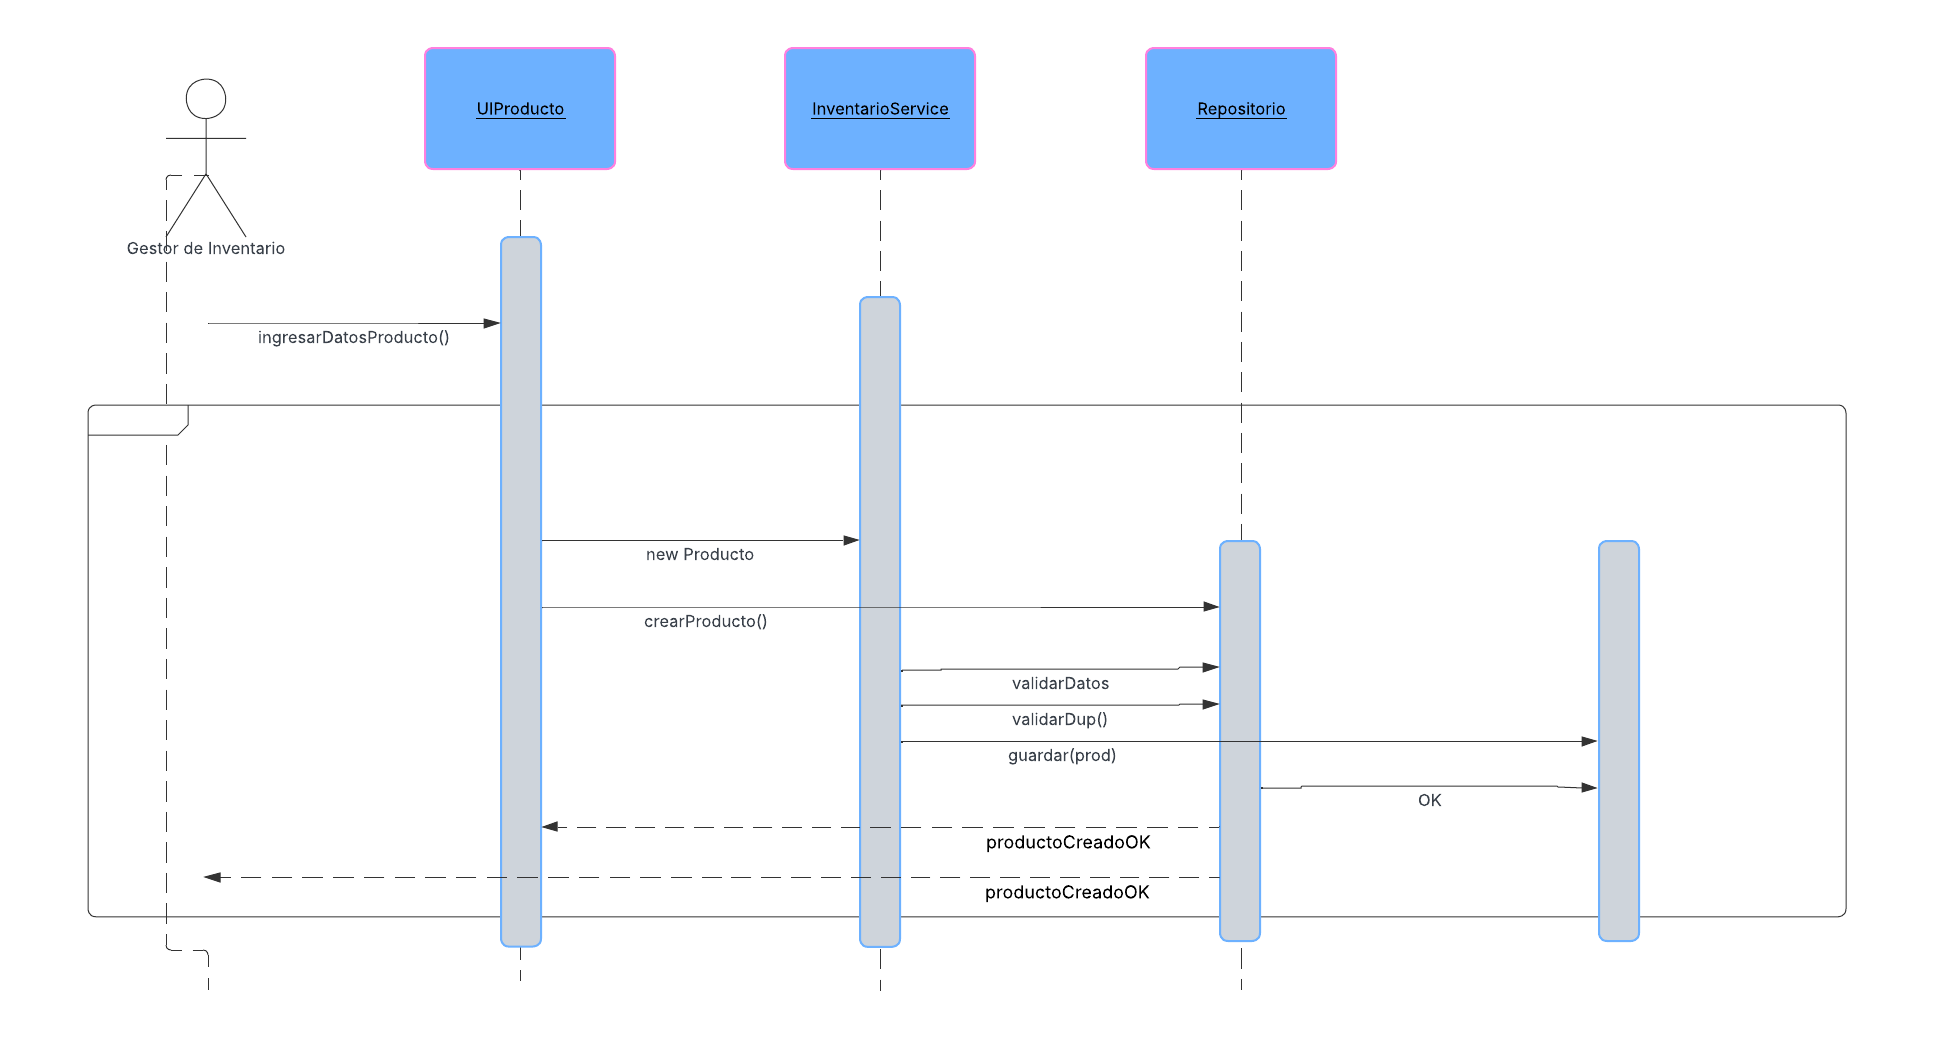 UIProducto
InventarioService
Repositorio
Gestor de Inventario
ingresarDatosProducto()
new Producto
crearProducto()
validarDatos
validarDup()
guardar(prod)
OK
productoCreadoOK
productoCreadoOK